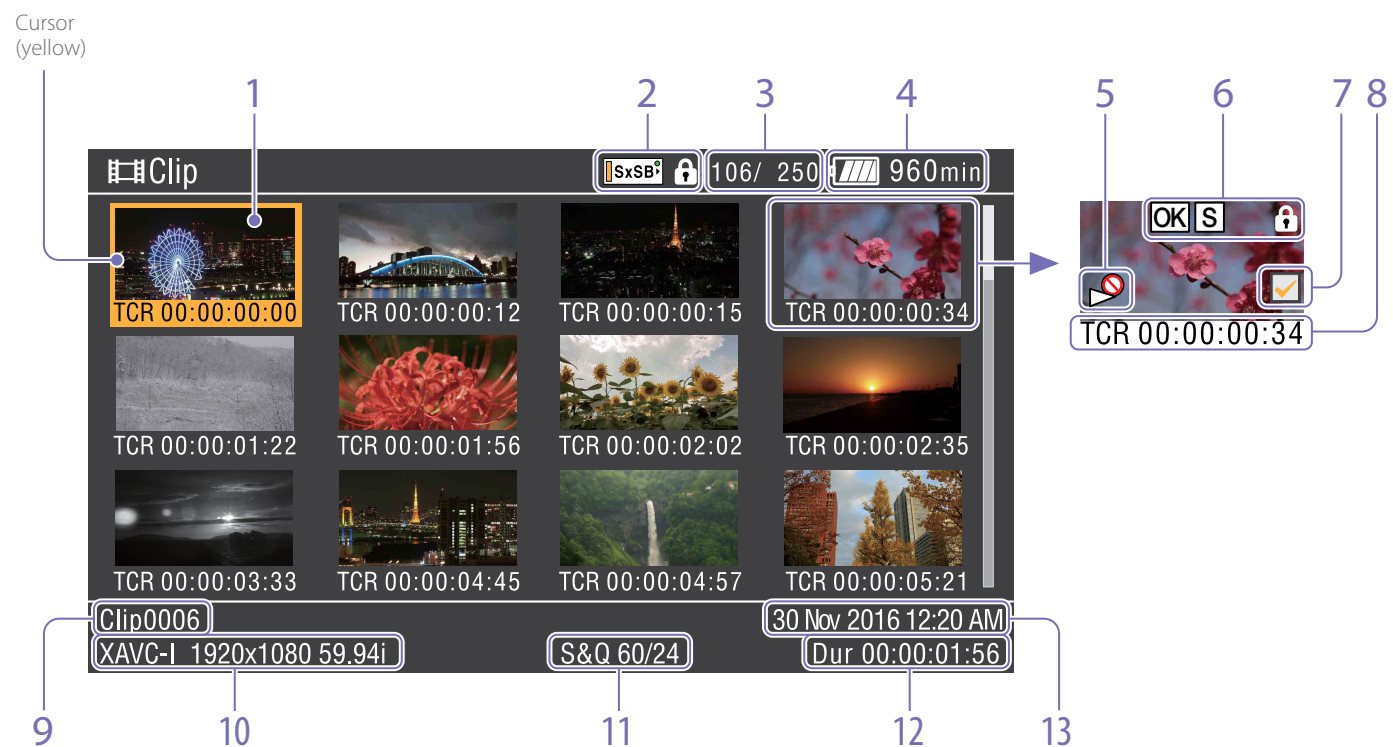 Cursor
(yellow)
1
2
3
4
5
6
7
8
Clip
SxSB
106/ 250
960min
OK S
TCR 00:00:00:00
TCR 00:00:00:12
TCR 00:00:00:15
TCR 00:00:00:34
TCR 00:00:00:34
TCR 00:00:01:22
TCR 00:00:01:56
TCR 00:00:02:02
TCR 00:00:02:35
TCR 00:00:03:33
TCR 00:00:04:45
TCR 00:00:04:57
TCR 00:00:05:21
Clip0006
30 Nov 2016 12:20 AM
XAVC-I 1920x1080 59.94i
S&Q 60/24
Dur 00:00:01:56
9
10
11
12
13